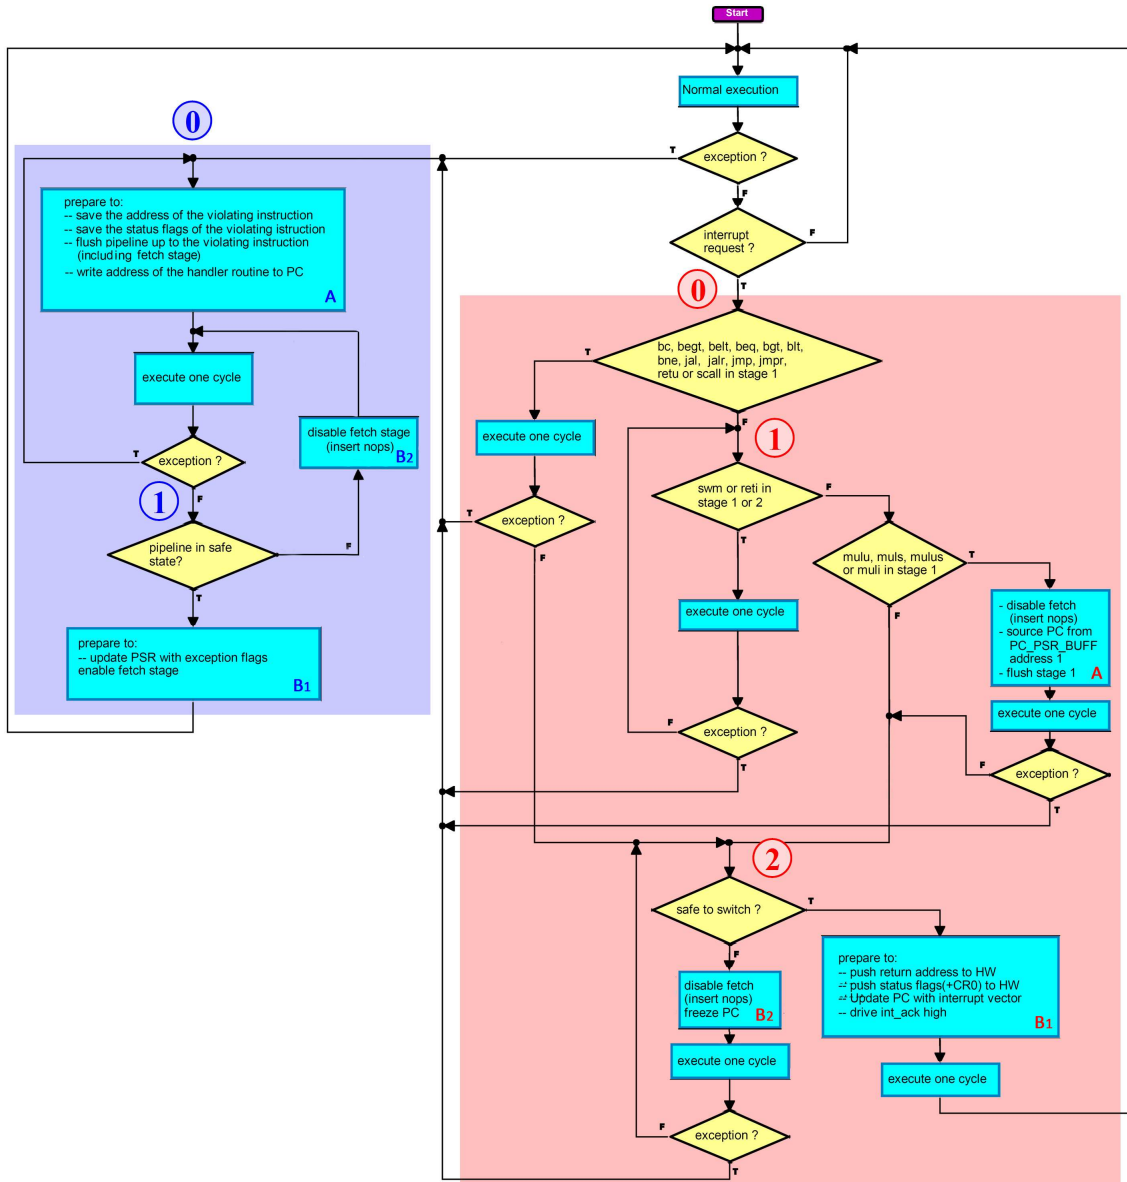 Start
Normal execution
exception ?
T
F
interrupt
request ?
F
T
0
prepare to:
-- save the address of the violating instruction
-- save the status flags of the violating istruction
-- flush pipeline up to the violating instruction
(including fetch stage)
-- write address of the handler routine to PC
A
execute one cycle
disable fetch stage
(insert nops)
B2
exception ?
T
F
1
pipeline in safe
state?
F
T
prepare to:
-- update PSR with exception flags
enable fetch stage
B1
0
bc, begt, belt, beq, bgt, blt,
bne, jal, jalr, jmp, jmpr,
retu or scall in stage 1
T
F
execute one cycle
exception ?
T
F
1
swm or reti in
stage 1 or 2
F
T
execute one cycle
exception ?
F
T
mulu, muls, mulus
or muli in stage 1
T
F
- disable fetch
(insert nops)
- source PC from
PC_PSR_BUFF
address 1
- flush stage 1
A
execute one cycle
exception ?
F
T
2
safe to switch ?
T
F
disable fetch
(insert nops)
freeze PC
B2
execute one cycle
exception ?
F
T
prepare to:
-- push return address to HW
-- push status flags(+CR0) to HW
-- Update PC with interrupt vector
-- drive int_ack high
B1
execute one cycle